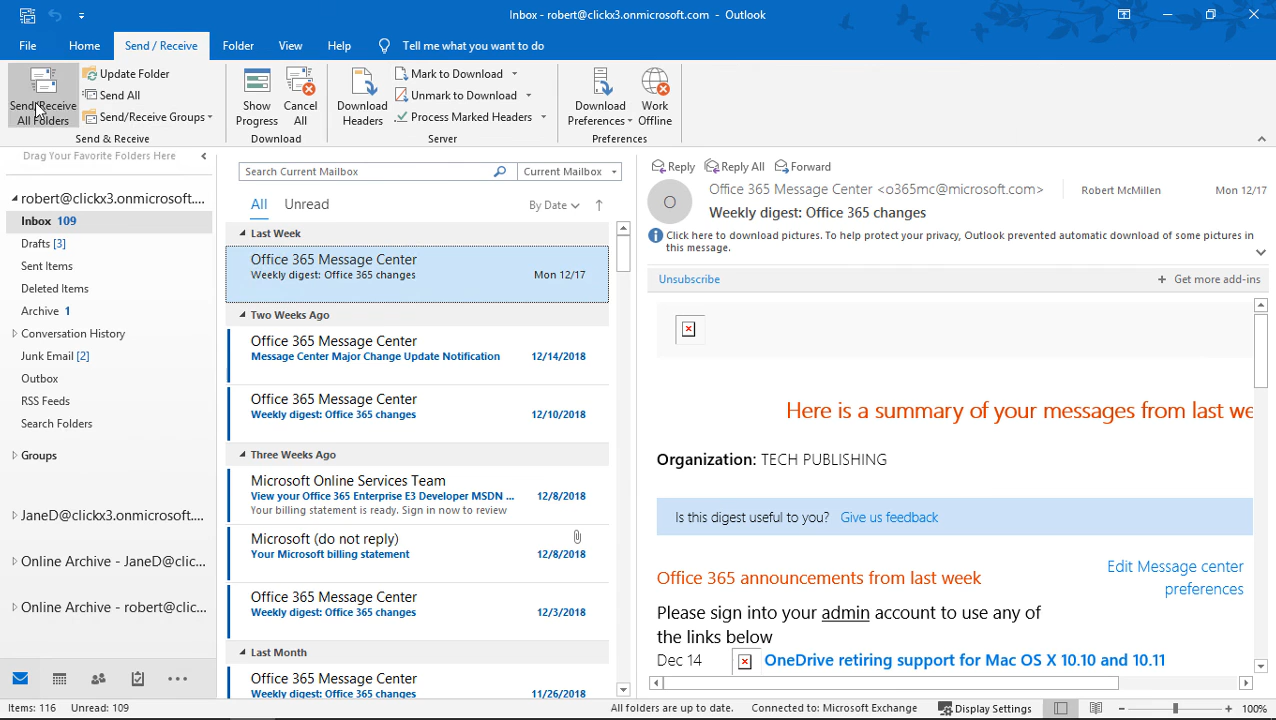 Inbox - robert@clickx3.onmicrosoft.com - Outlook
File Home Send / Receive Folder View Help Tell me what you want to do
Send/Receive
All Folders
Update Folder
Send All
Send/Receive Groups
Send & Receive
Show
Progress
Cancel
All
Download
Download
Headers
Mark to Download
Unmark to Download
Process Marked Headers
Server
Download
Preferences
Work
Offline
Preferences
Drag Your Favorite Folders Here
robert@clickx3.onmicrosoft....
Inbox 109
Drafts [3]
Sent Items
Deleted Items
Archive 1
Conversation History
Junk Email [2]
Outbox
RSS Feeds
Search Folders
Groups
JaneD@clickx3.onmicrosoft....
Online Archive - JaneD@clic...
Online Archive - robert@clic...
Search Current Mailbox
Current Mailbox
All Unread
By Date
Last Week
Office 365 Message Center
Weekly digest: Office 365 changes Mon 12/17
Two Weeks Ago
Office 365 Message Center
Message Center Major Change Update Notification 12/14/2018
Office 365 Message Center
Weekly digest: Office 365 changes 12/10/2018
Three Weeks Ago
Microsoft Online Services Team
View your Office 365 Enterprise E3 Developer MSDN ... 12/8/2018
Your billing statement is ready. Sign in now to review
Microsoft (do not reply)
Your Microsoft billing statement 12/8/2018
Office 365 Message Center
Weekly digest: Office 365 changes 12/3/2018
Last Month
Office 365 Message Center
Weekly digest: Office 365 changes 11/26/2018
Reply Reply All Forward
O
Office 365 Message Center <o365mc@microsoft.com> Robert McMillen Mon 12/17
Weekly digest: Office 365 changes
Click here to download pictures. To help protect your privacy, Outlook prevented automatic download of some pictures in
this message.
Unsubscribe + Get more add-ins
Here is a summary of your messages from last we
Organization: TECH PUBLISHING
Is this digest useful to you? Give us feedback
Edit Message center
preferences
Office 365 announcements from last week
Please sign into your admin account to use any of
the links below
Dec 14 OneDrive retiring support for Mac OS X 10.10 and 10.11
Items: 116 Unread: 109 All folders are up to date. Connected to: Microsoft Exchange Display Settings 100%